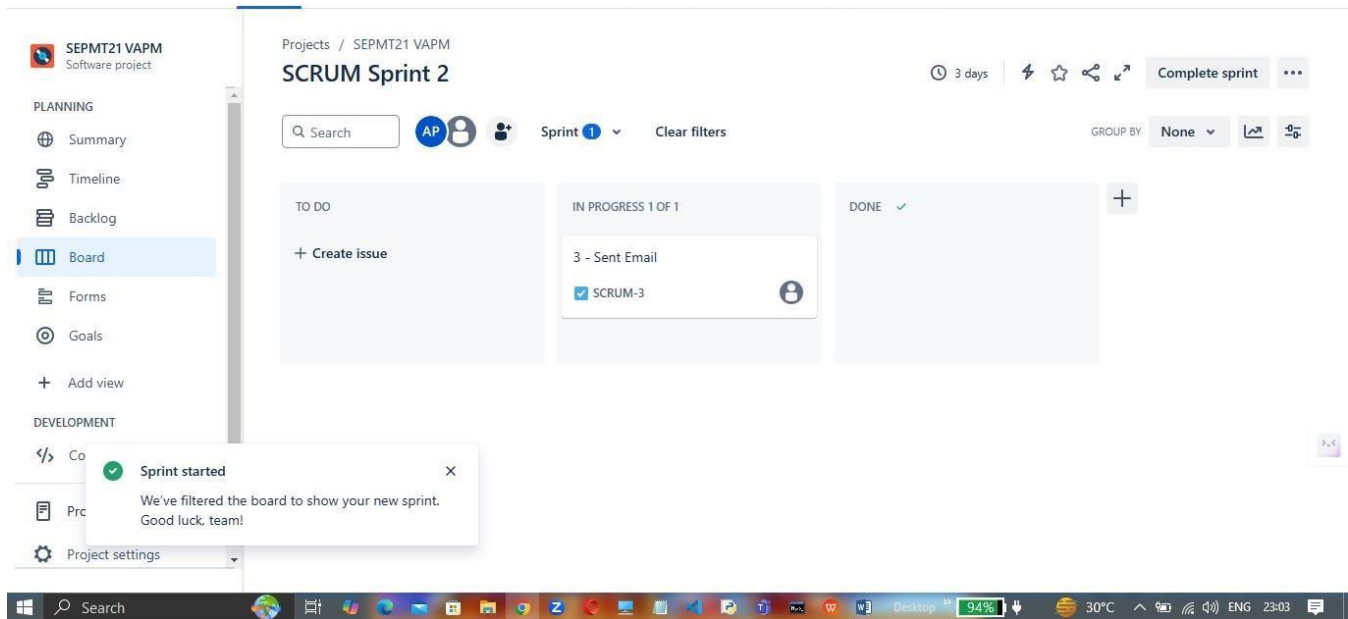 SEPMT21 VAPM
Software project
PLANNING
Summary
Timeline
Backlog
Board
Forms
Goals
+ Add view
DEVELOPMENT
</> Co
Pro
Project settings
Projects / SEPMT21 VAPM
SCRUM Sprint 2
3 days
Complete sprint
Search
AP
Sprint 1
Clear filters
GROUP BY
None
TO DO
+ Create issue
IN PROGRESS 1 OF 1
3 - Sent Email
SCRUM-3
DONE
Sprint started
We've filtered the board to show your new sprint.
Good luck, team!
Search
Desktop
94%
30°C
ENG
23:03